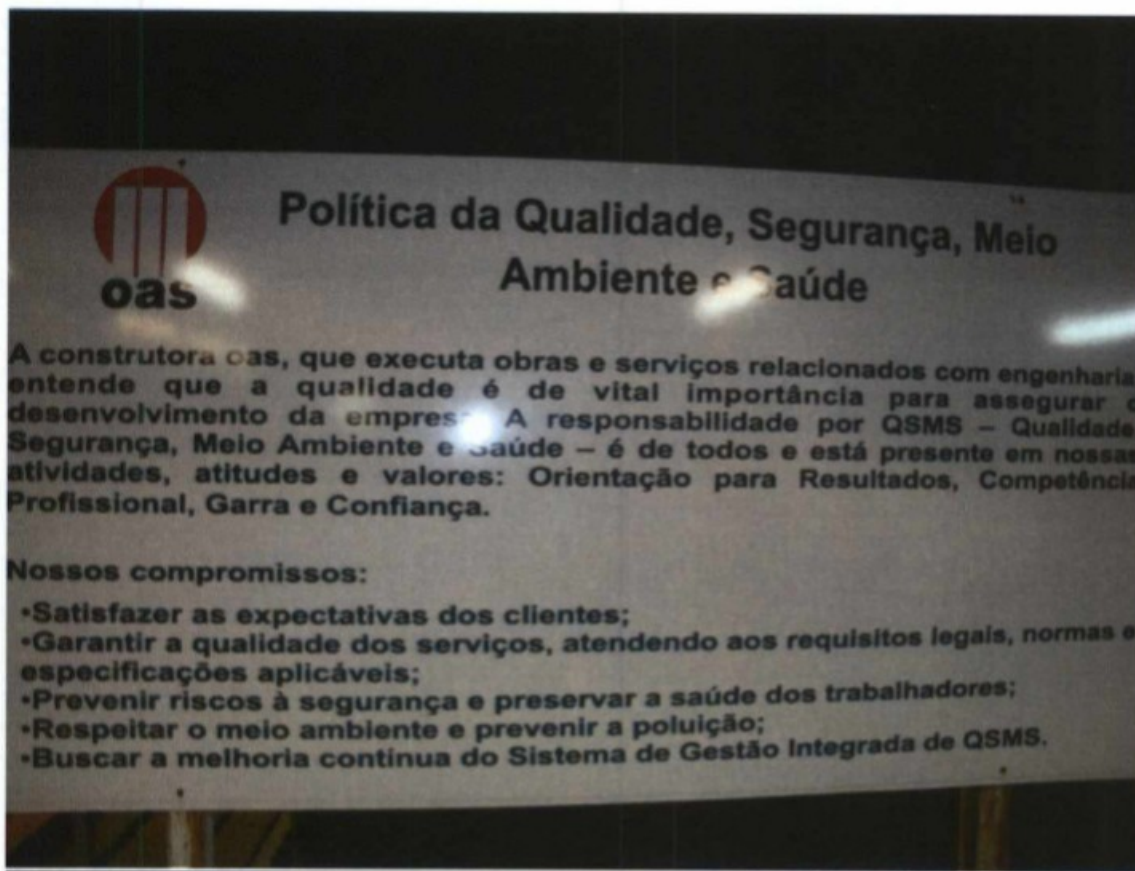 oas
Política da Qualidade, Segurança, Meio
Ambiente e Saúde
A construtora oas, que executa obras e serviços relacionados com engenharia,
entende que a qualidade é de vital importância para assegurar o
desenvolvimento da empresa. A responsabilidade por QSMS – Qualidade,
Segurança, Meio Ambiente e Saúde – é de todos e está presente em nossas
atividades, atitudes e valores: Orientação para Resultados, Competência
Profissional, Garra e Confiança.
Nossos compromissos:
•Satisfazer as expectativas dos clientes;
•Garantir a qualidade dos serviços, atendendo aos requisitos legais, normas e
especificações aplicáveis;
•Prevenir riscos à segurança e preservar a saúde dos trabalhadores;
•Respeitar o meio ambiente e prevenir a poluição;
•Buscar a melhoria contínua do Sistema de Gestão Integrada de QSMS.